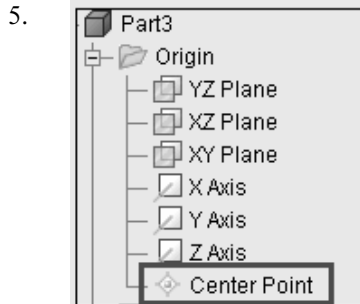 5.
Part3
Origin
YZ Plane
XZ Plane
XY Plane
X Axis
Y Axis
Z Axis
Center Point